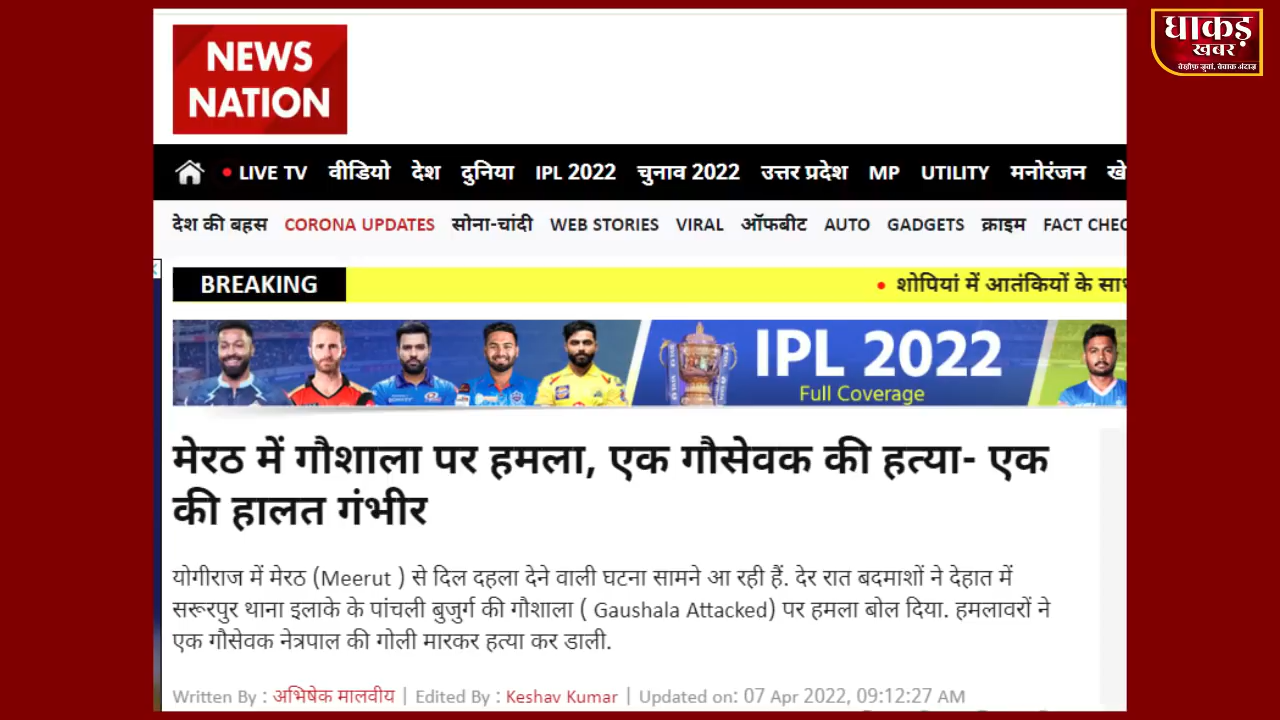 NEWS
NATION
धाकड़
खबर
बेखौफ़ जुबां, बेबाक अंदाज़
LIVE TV वीडियो देश दुनिया IPL 2022 चुनाव 2022 उत्तर प्रदेश MP UTILITY मनोरंजन खे
देश की बहस CORONA UPDATES सोना-चांदी WEB STORIES VIRAL ऑफबीट AUTO GADGETS क्राइम FACT CHEC
BREAKING • शोपियां में आतंकियों के साथ
IPL 2022
Full Coverage
मेरठ में गौशाला पर हमला, एक गौसेवक की हत्या- एक
की हालत गंभीर
योगीराज में मेरठ (Meerut ) से दिल दहला देने वाली घटना सामने आ रही हैं. देर रात बदमाशों ने देहात में
सरूरपुर थाना इलाके के पांचली बुजुर्ग की गौशाला ( Gaushala Attacked) पर हमला बोल दिया. हमलावरों ने
एक गौसेवक नेत्रपाल की गोली मारकर हत्या कर डाली.
Written By : अभिषेक मालवीय | Edited By : Keshav Kumar | Updated on: 07 Apr 2022, 09:12:27 AM